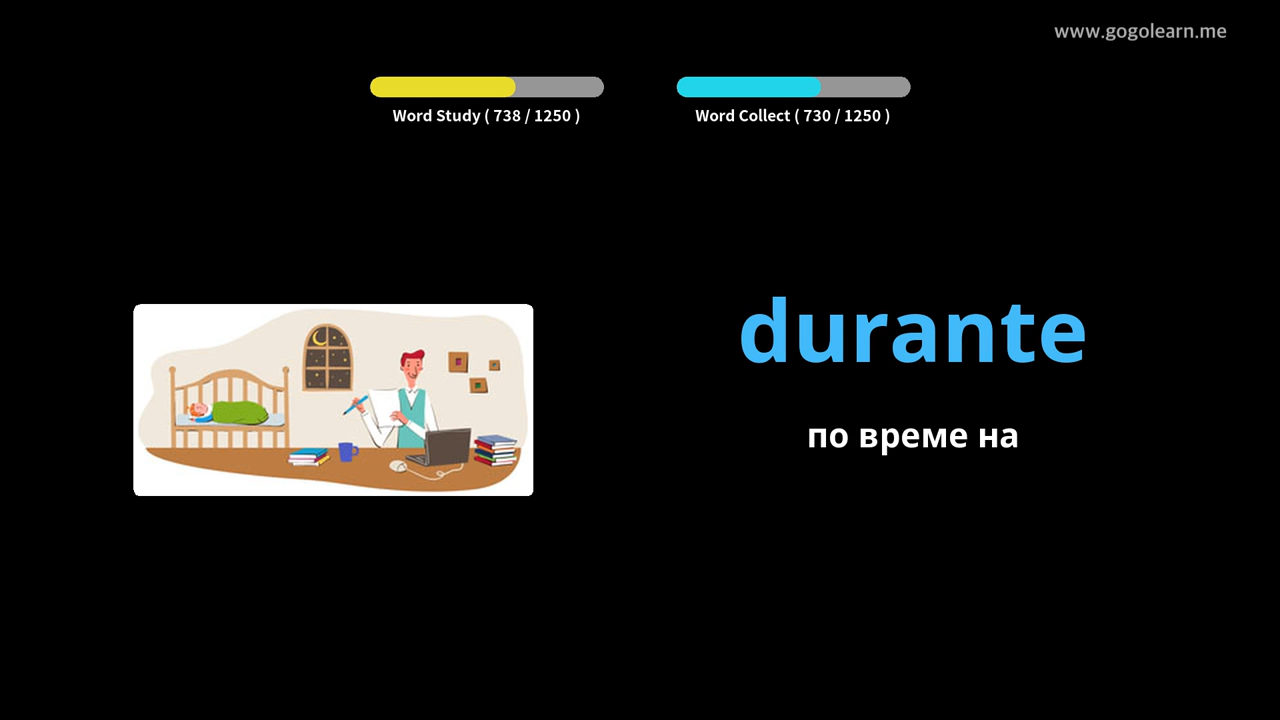 www.gogolearn.me
Word Study ( 738 / 1250 )
Word Collect ( 730 / 1250 )
durante
по време на